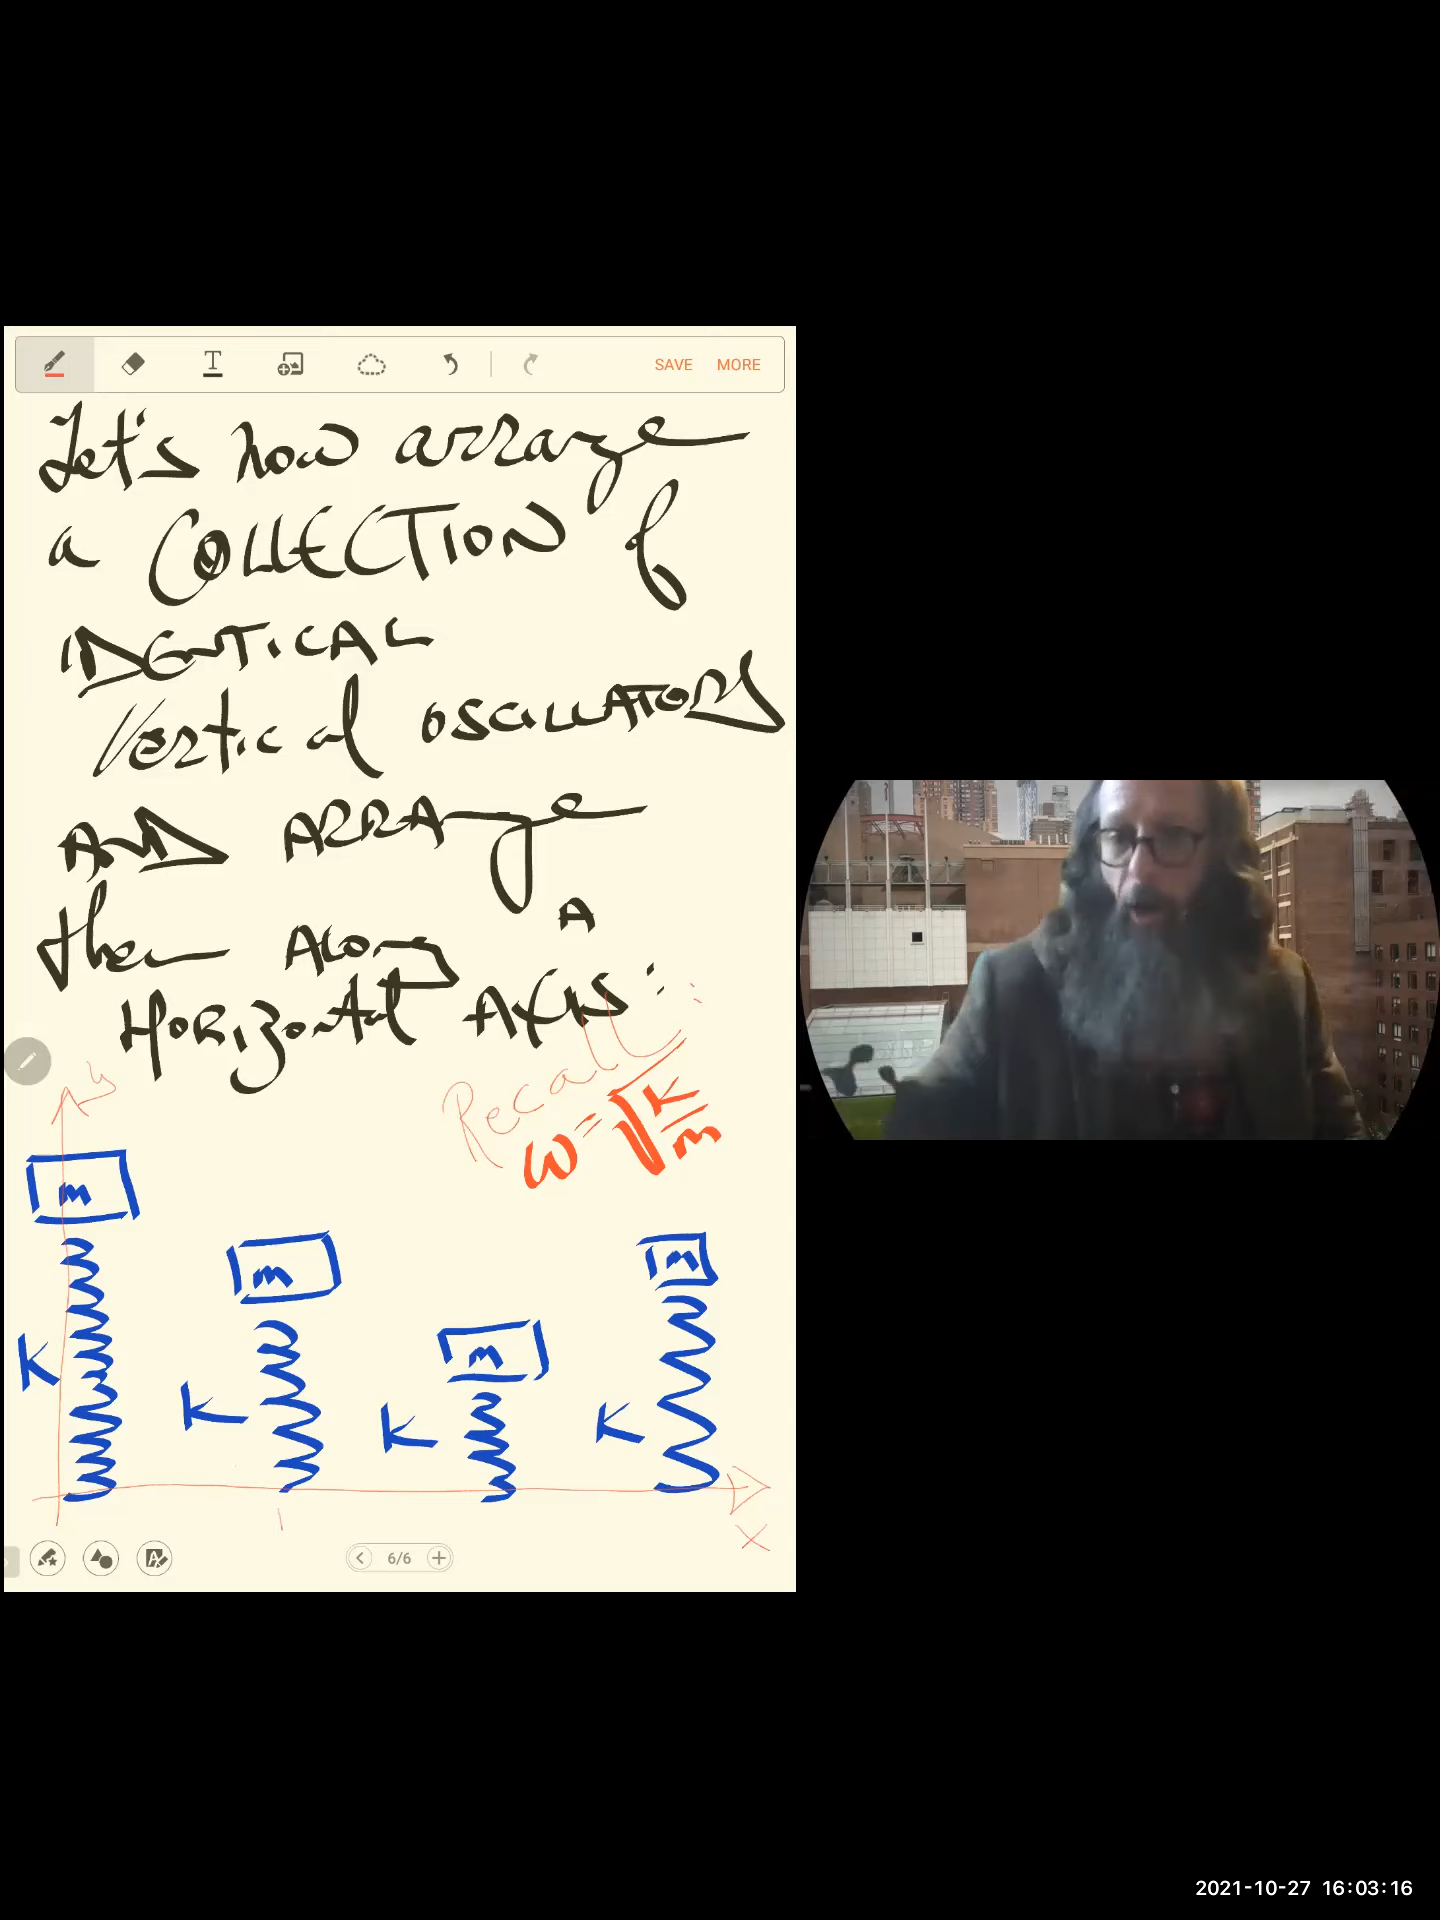 SAVE MORE
Let's now arrange
a COLLECTION of
IDENTICAL
Vertical OSCILLATORY
AND ARRANge
them Along A
HORIzontal AXIS:
Recall:
ω=√K/m
y
m
m
m
m
K
K
K
K
x
6/6
2021-10-27 16:03:16